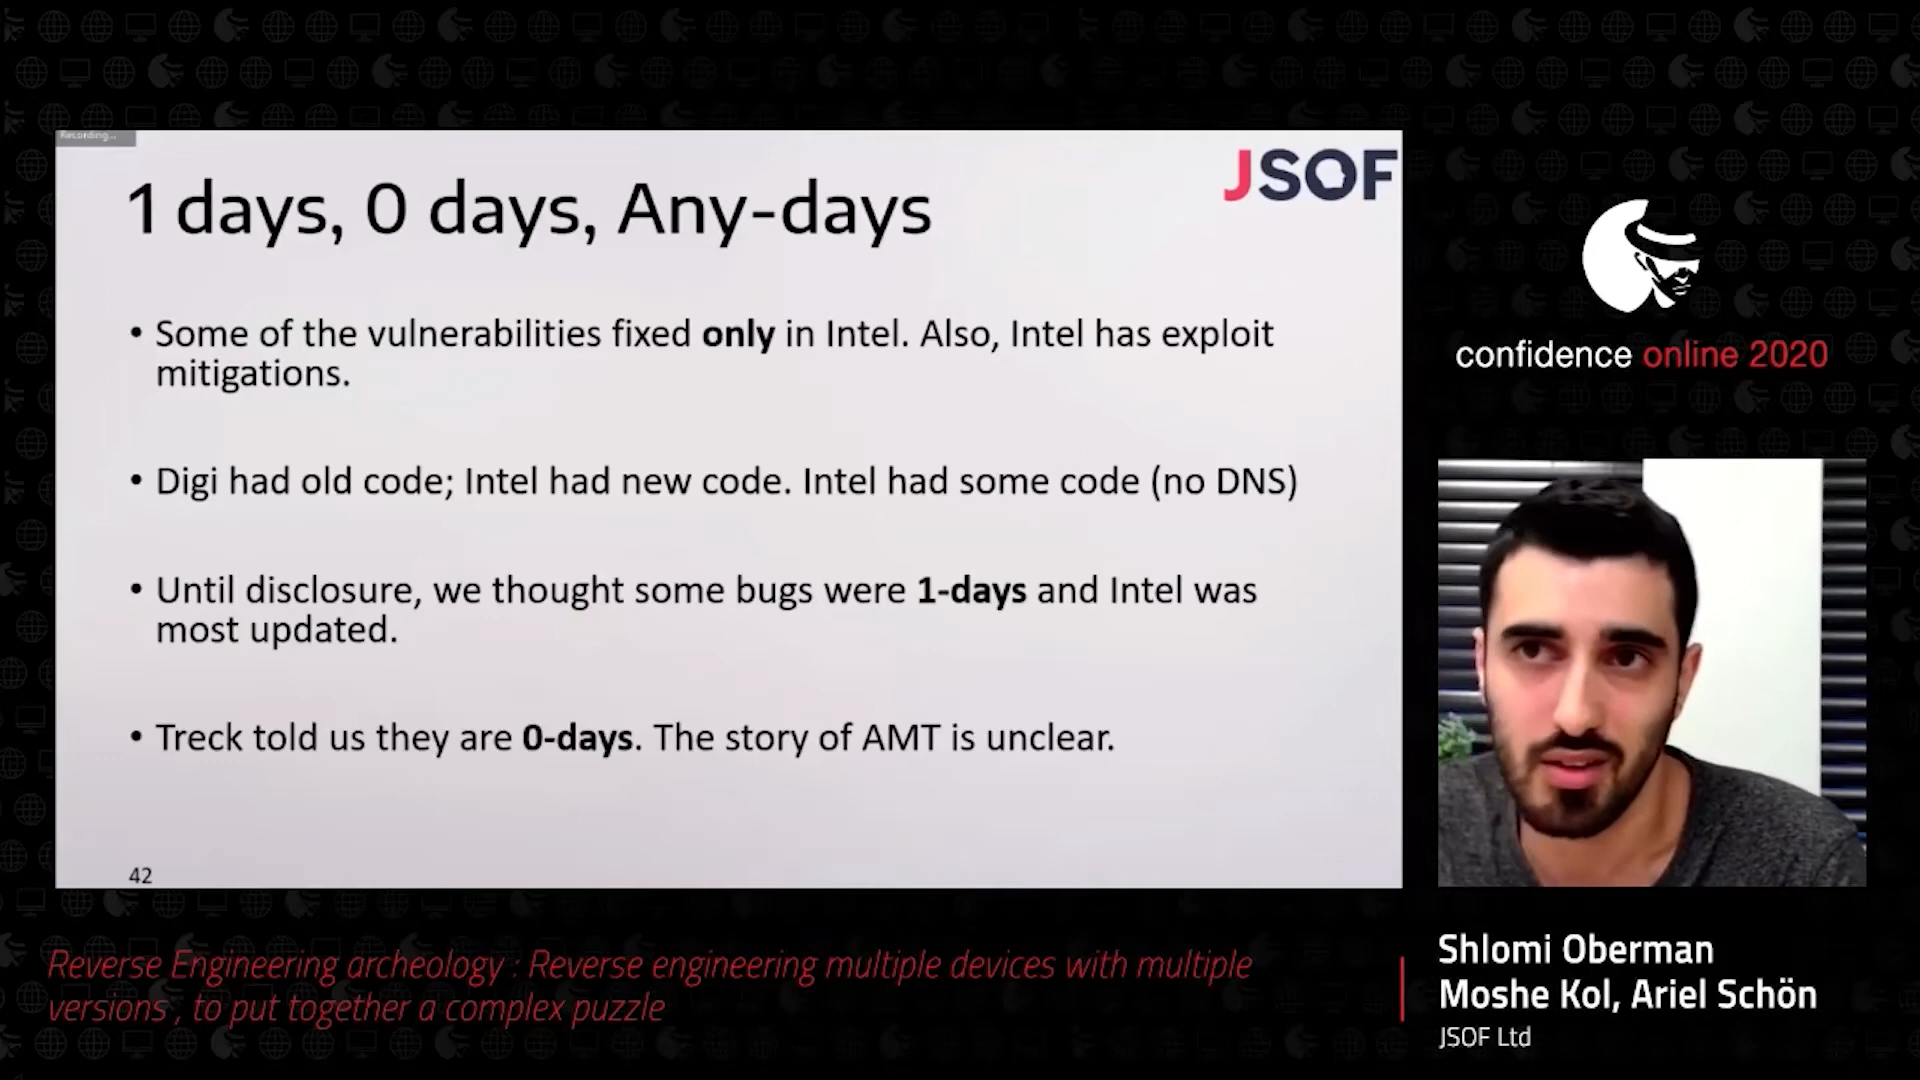 Recording...
JSOF
1 days, 0 days, Any-days
• Some of the vulnerabilities fixed only in Intel. Also, Intel has exploit
mitigations.
• Digi had old code; Intel had new code. Intel had some code (no DNS)
• Until disclosure, we thought some bugs were 1-days and Intel was
most updated.
• Treck told us they are 0-days. The story of AMT is unclear.
42
confidence online 2020
Reverse Engineering archeology : Reverse engineering multiple devices with multiple
versions , to put together a complex puzzle
Shlomi Oberman
Moshe Kol, Ariel Schön
JSOF Ltd